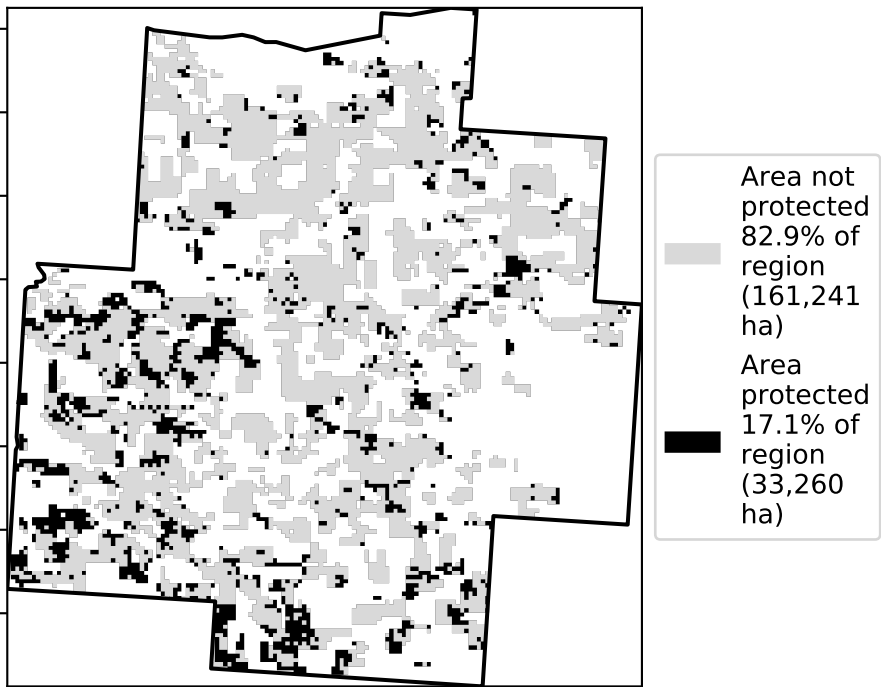 Area not
protected
82.9% of
region
(161,241
ha)
Area
protected
17.1% of
region
(33,260
ha)